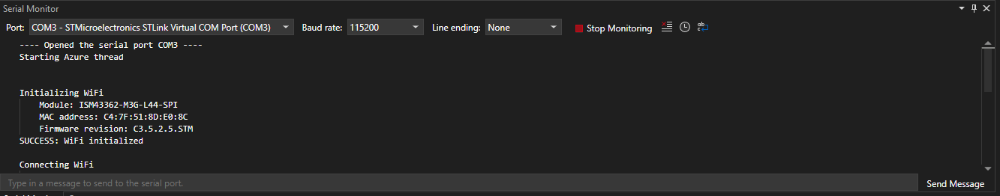 Serial Monitor
Port: COM3 - STMicroelectronics STLink Virtual COM Port (COM3) Baud rate: 115200 Line ending: None Stop Monitoring
---- Opened the serial port COM3 ----
Starting Azure thread
Initializing WiFi
Module: ISM43362-M3G-L44-SPI
MAC address: C4:7F:51:8D:E0:8C
Firmware revision: C3.5.2.5.STM
SUCCESS: WiFi initialized
Connecting WiFi
Type in a message to send to the serial port. Send Message